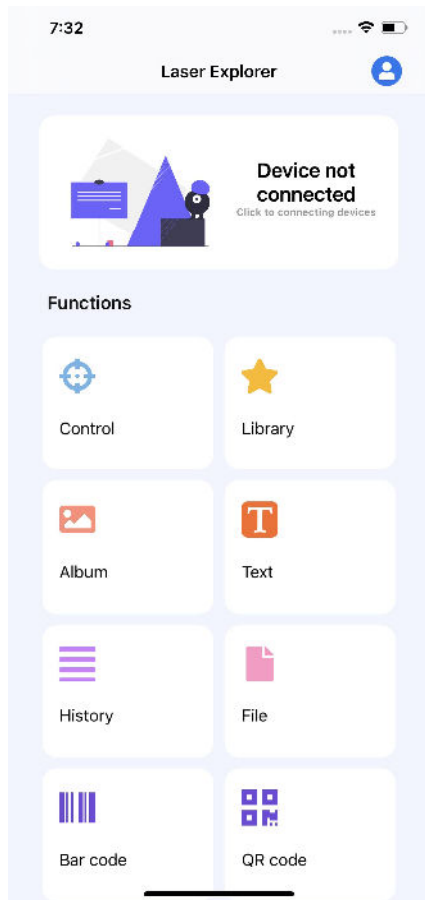 7:32
Laser Explorer
Device not
connected
Click to connecting devices
Functions
Control
Library
Album
Text
History
File
Bar code
QR code